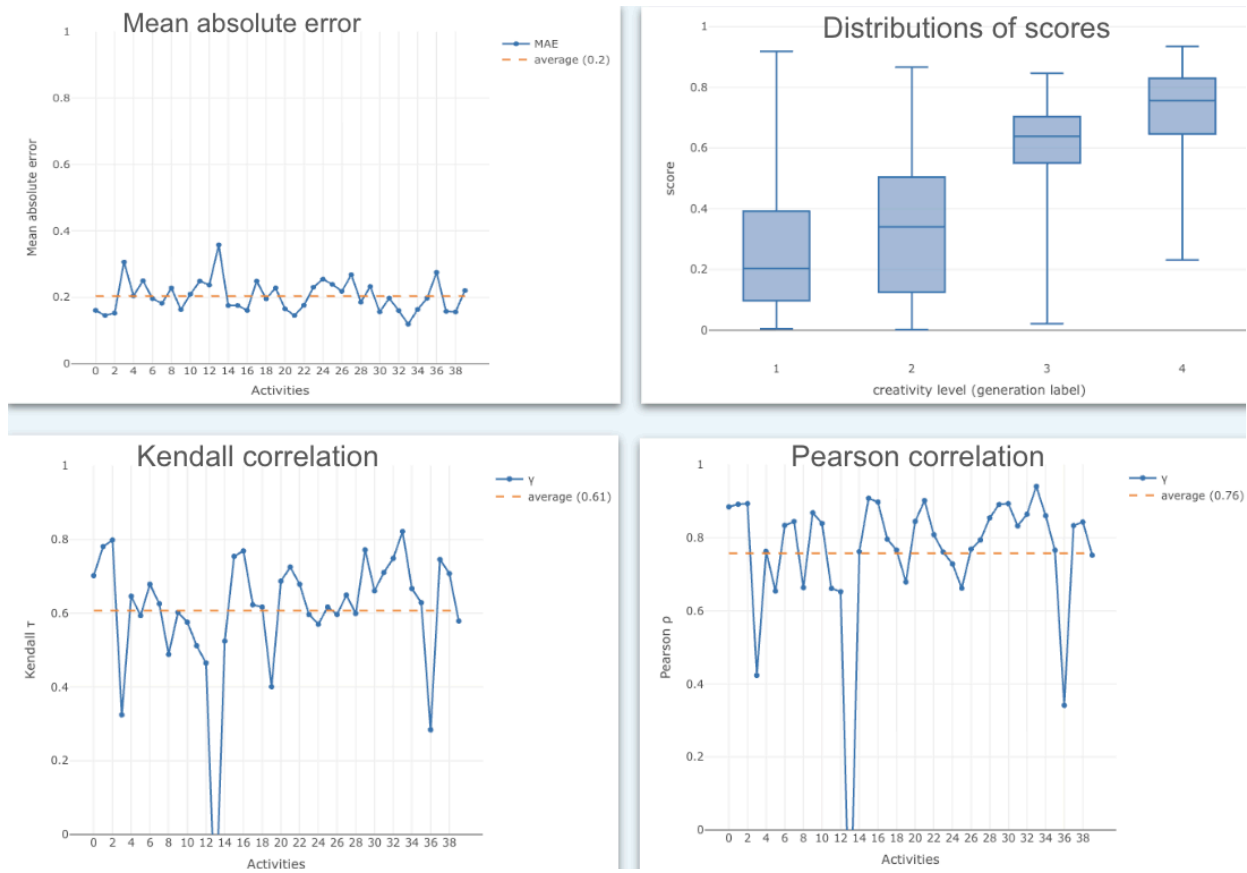 Mean absolute error
1
0.8
0.6
0.4
0.2
0
Mean absolute error
0 2 4 6 8 10 12 14 16 18 20 22 24 26 28 30 32 34 36 38
Activities
MAE
average (0.2)
Distributions of scores
1
0.8
0.6
0.4
0.2
0
score
1 2 3 4
creativity level (generation label)
Kendall correlation
1
0.8
0.6
0.4
0.2
0
Kendall τ
0 2 4 6 8 10 12 14 16 18 20 22 24 26 28 30 32 34 36 38
Activities
γ
average (0.61)
Pearson correlation
1
0.8
0.6
0.4
0.2
0
Pearson ρ
0 2 4 6 8 10 12 14 16 18 20 22 24 26 28 30 32 34 36 38
Activities
γ
average (0.76)